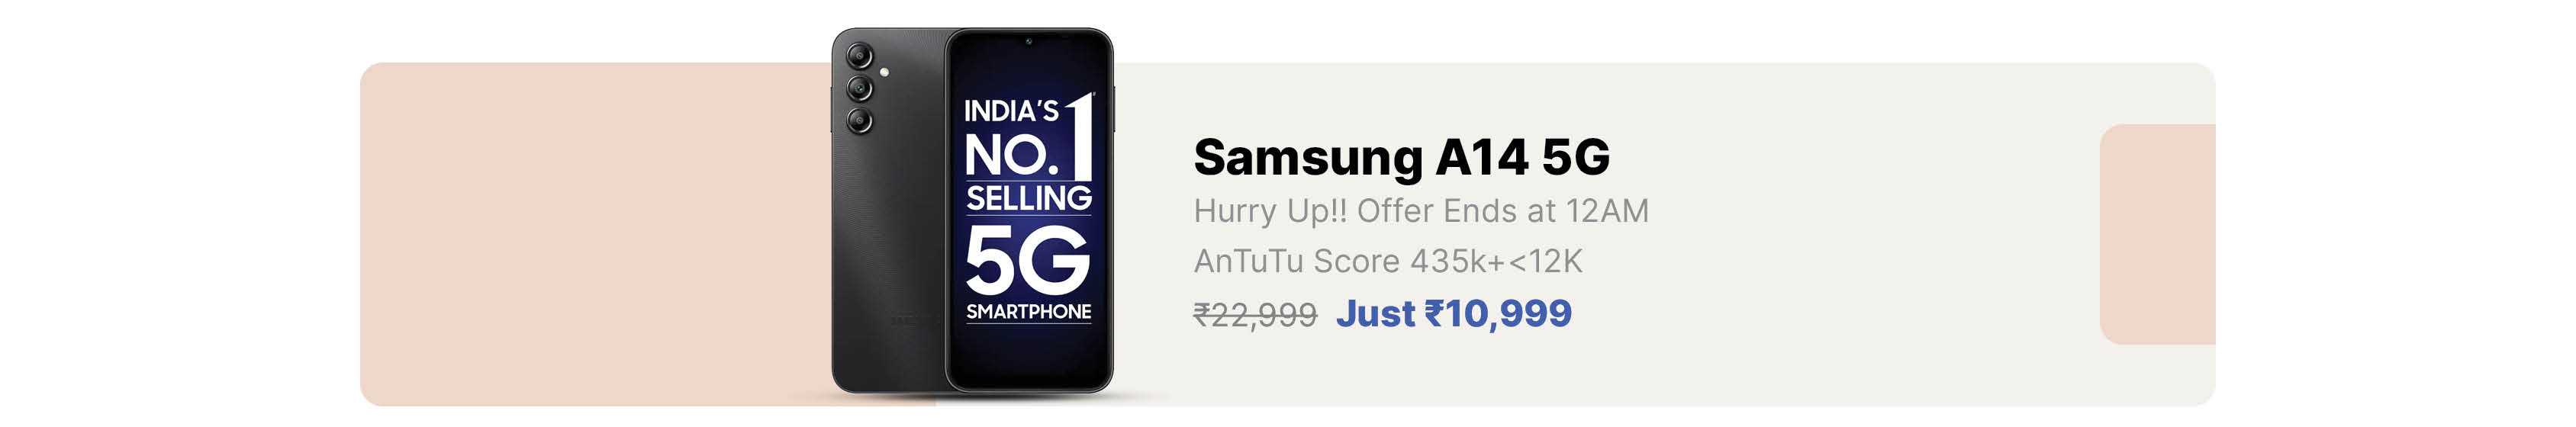 INDIA'S
NO. 1#
SELLING
5G
SMARTPHONE
Samsung A14 5G
Hurry Up!! Offer Ends at 12AM
AnTuTu Score 435k+<12K
₹22,999 Just ₹10,999